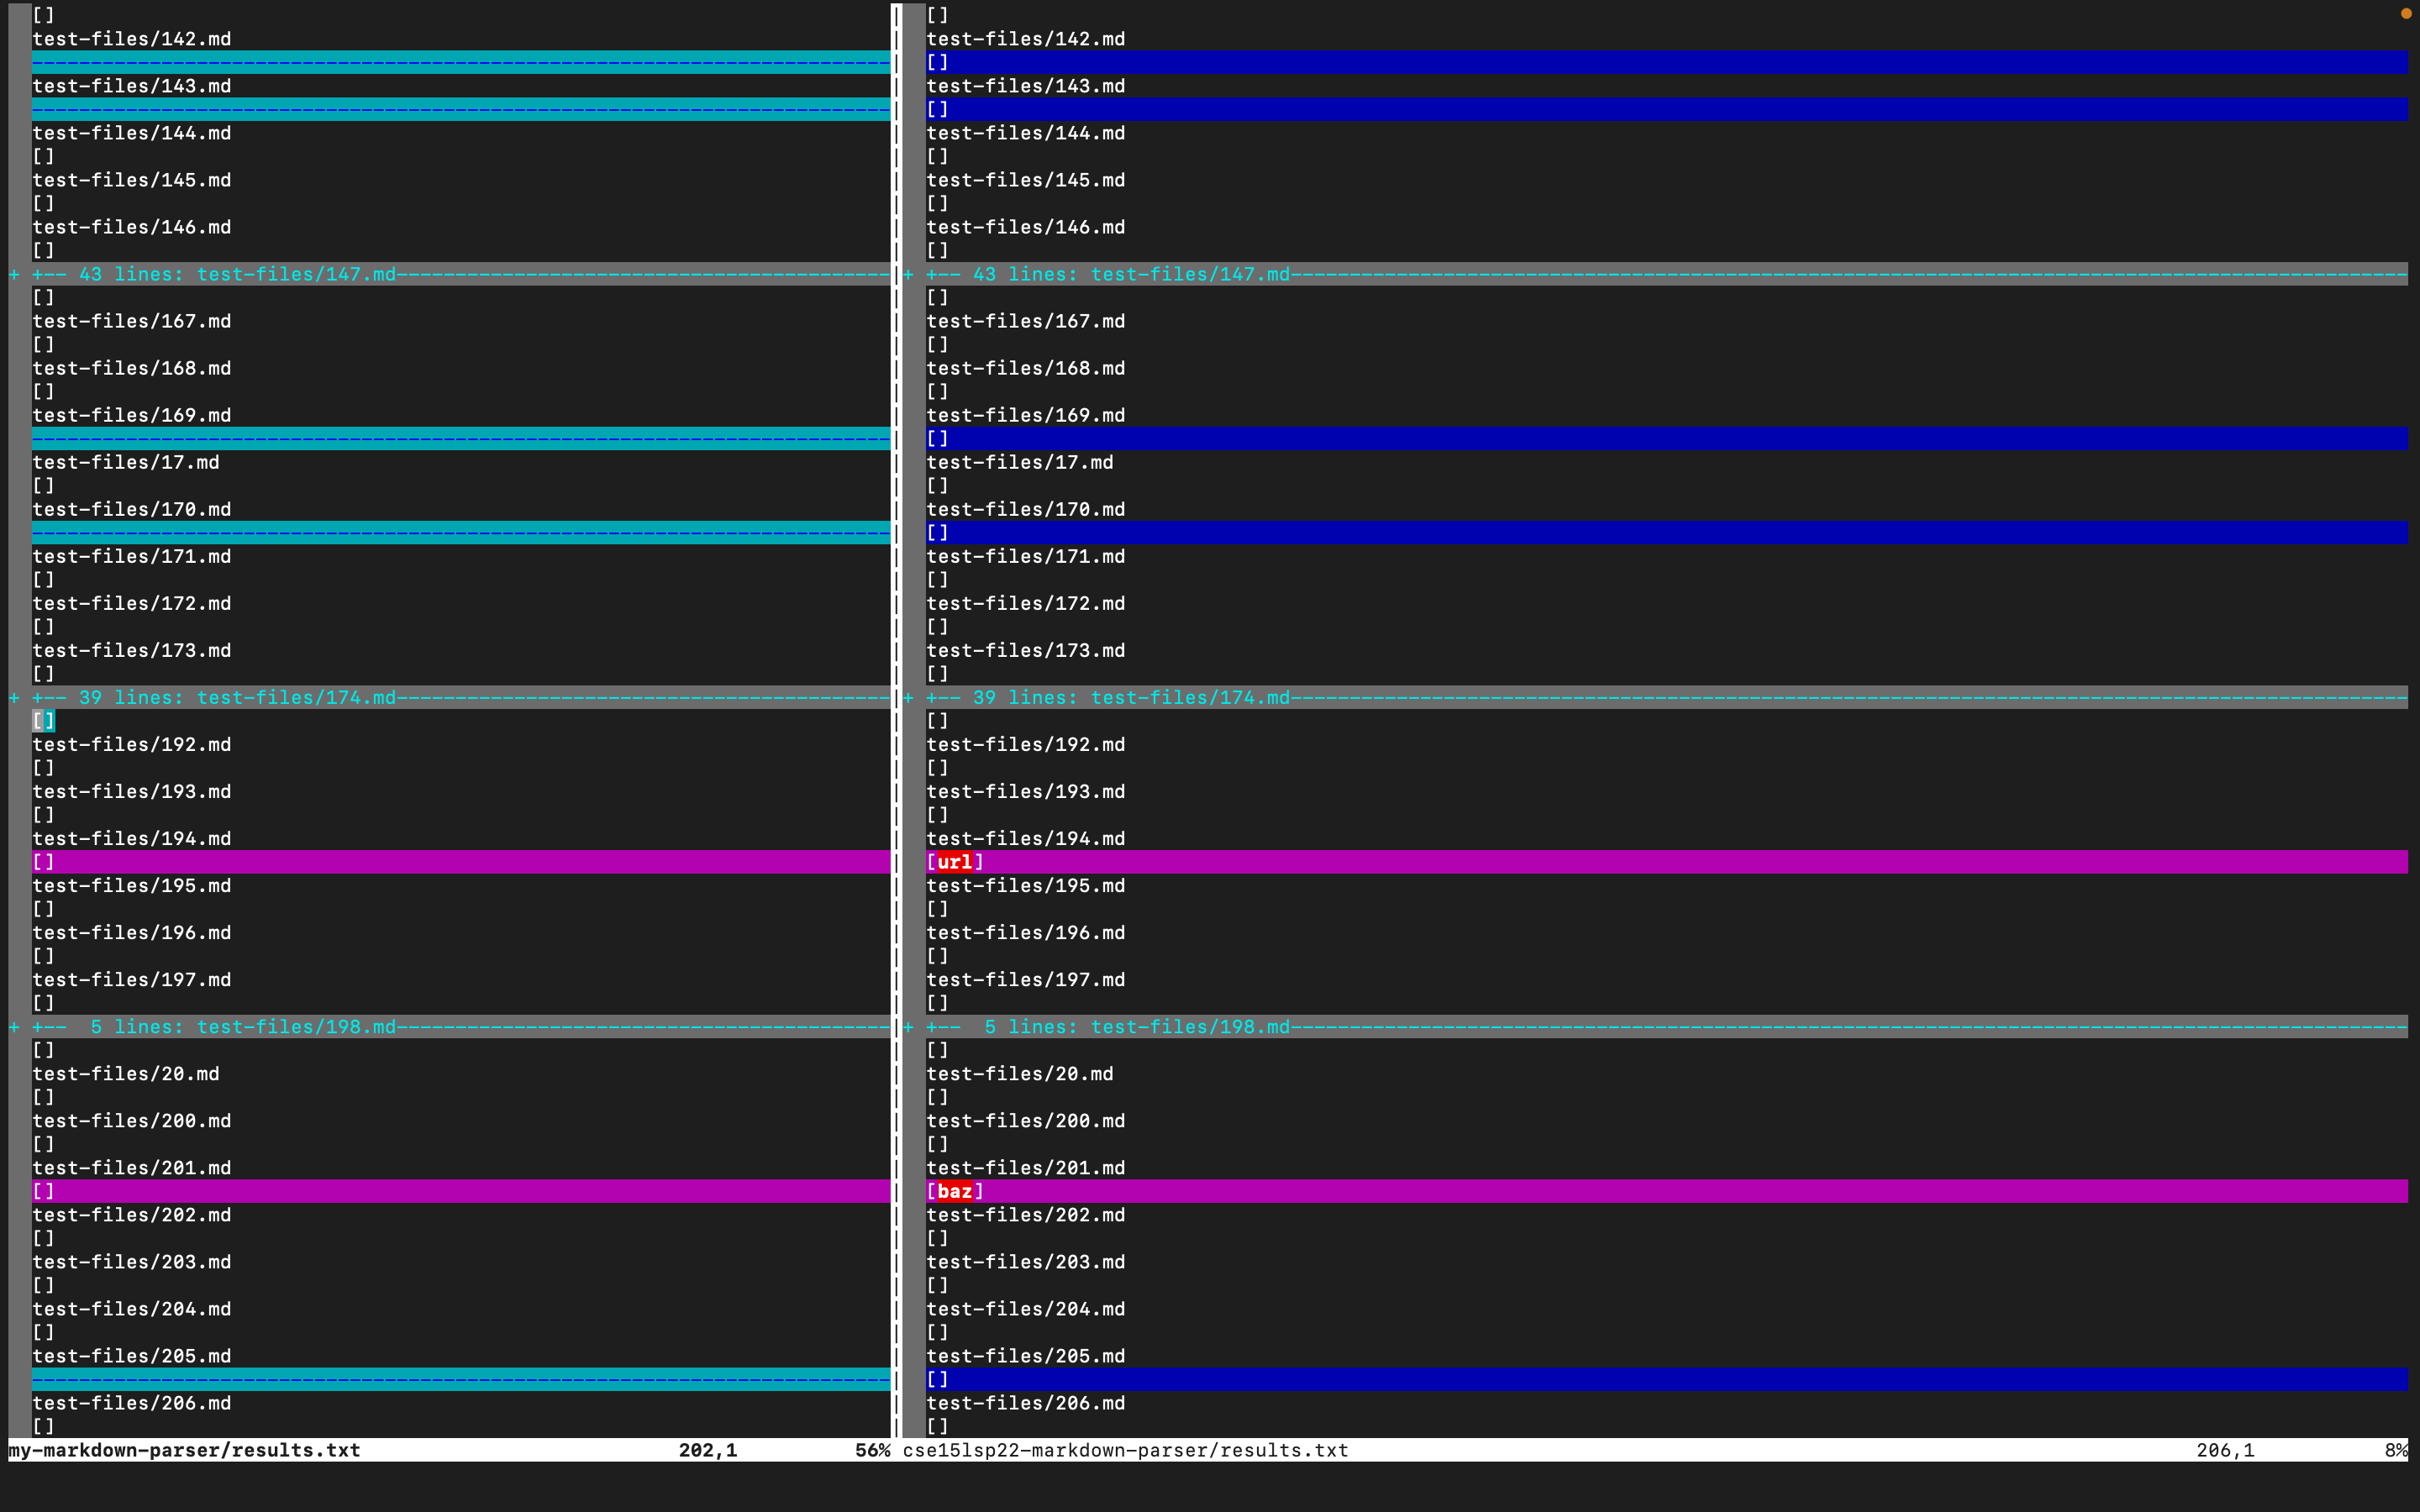 []
test-files/142.md
test-files/143.md
test-files/144.md
[]
test-files/145.md
[]
test-files/146.md
[]
+ +-- 43 lines: test-files/147.md
[]
test-files/167.md
[]
test-files/168.md
[]
test-files/169.md
test-files/17.md
[]
test-files/170.md
test-files/171.md
[]
test-files/172.md
[]
test-files/173.md
[]
+ +-- 39 lines: test-files/174.md
[]
test-files/192.md
[]
test-files/193.md
[]
test-files/194.md
[]
test-files/195.md
[]
test-files/196.md
[]
test-files/197.md
[]
+ +--  5 lines: test-files/198.md
[]
test-files/20.md
[]
test-files/200.md
[]
test-files/201.md
[]
test-files/202.md
[]
test-files/203.md
[]
test-files/204.md
[]
test-files/205.md
test-files/206.md
[]
my-markdown-parser/results.txt 202,1 56%
[]
test-files/142.md
[]
test-files/143.md
[]
test-files/144.md
[]
test-files/145.md
[]
test-files/146.md
[]
+ +-- 43 lines: test-files/147.md
[]
test-files/167.md
[]
test-files/168.md
[]
test-files/169.md
[]
test-files/17.md
[]
test-files/170.md
[]
test-files/171.md
[]
test-files/172.md
[]
test-files/173.md
[]
+ +-- 39 lines: test-files/174.md
[]
test-files/192.md
[]
test-files/193.md
[]
test-files/194.md
[url]
test-files/195.md
[]
test-files/196.md
[]
test-files/197.md
[]
+ +--  5 lines: test-files/198.md
[]
test-files/20.md
[]
test-files/200.md
[]
test-files/201.md
[baz]
test-files/202.md
[]
test-files/203.md
[]
test-files/204.md
[]
test-files/205.md
[]
test-files/206.md
[]
cse15lsp22-markdown-parser/results.txt 206,1 8%